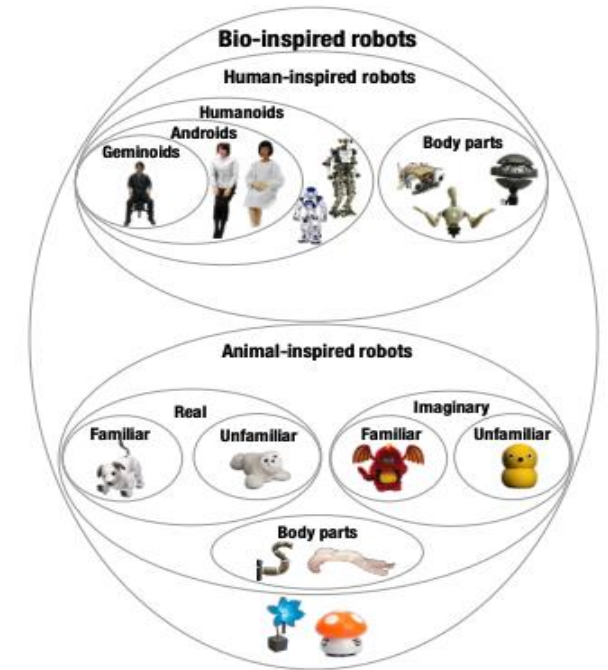 Bio-inspired robots
Human-inspired robots
Humanoids
Androids
Geminoids
Body parts
Animal-inspired robots
Real
Imaginary
Familiar
Unfamiliar
Familiar
Unfamiliar
Body parts